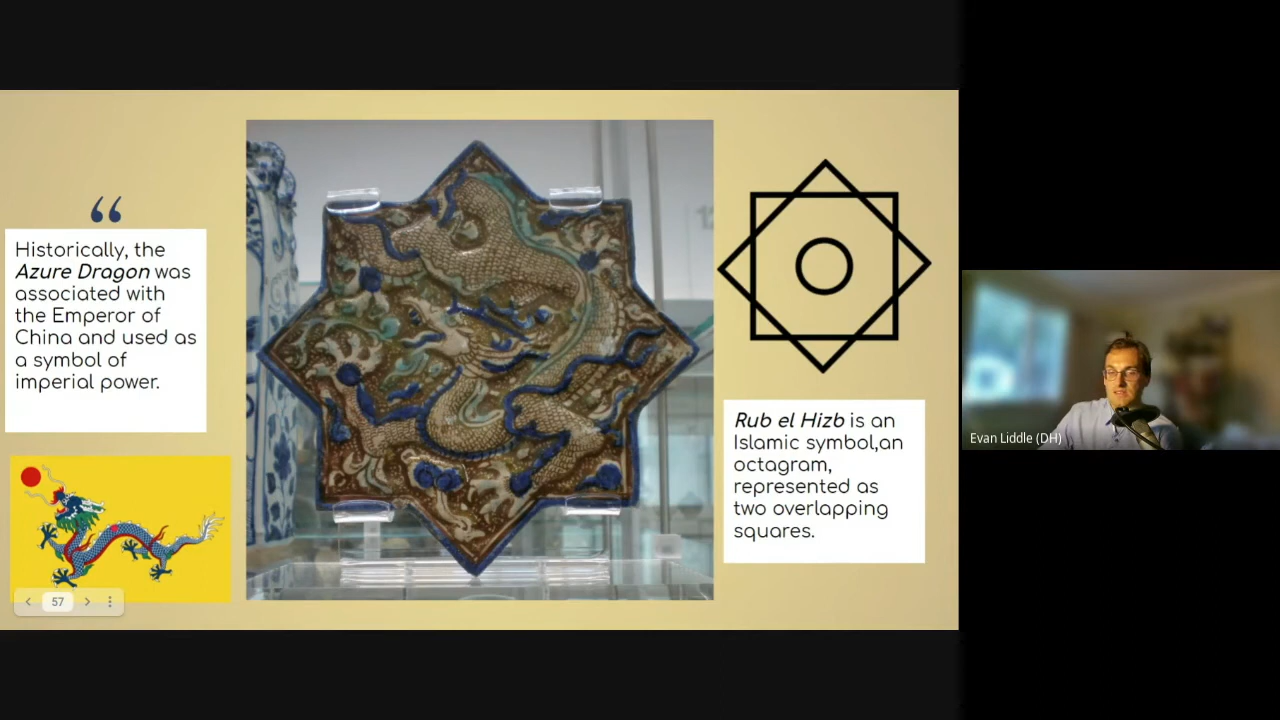 “
Historically, the
Azure Dragon was
associated with
the Emperor of
China and used as
a symbol of
imperial power.
57
Rub el Hizb is an
Islamic symbol,an
octagram,
represented as
two overlapping
squares.
Evan Liddle (DH)